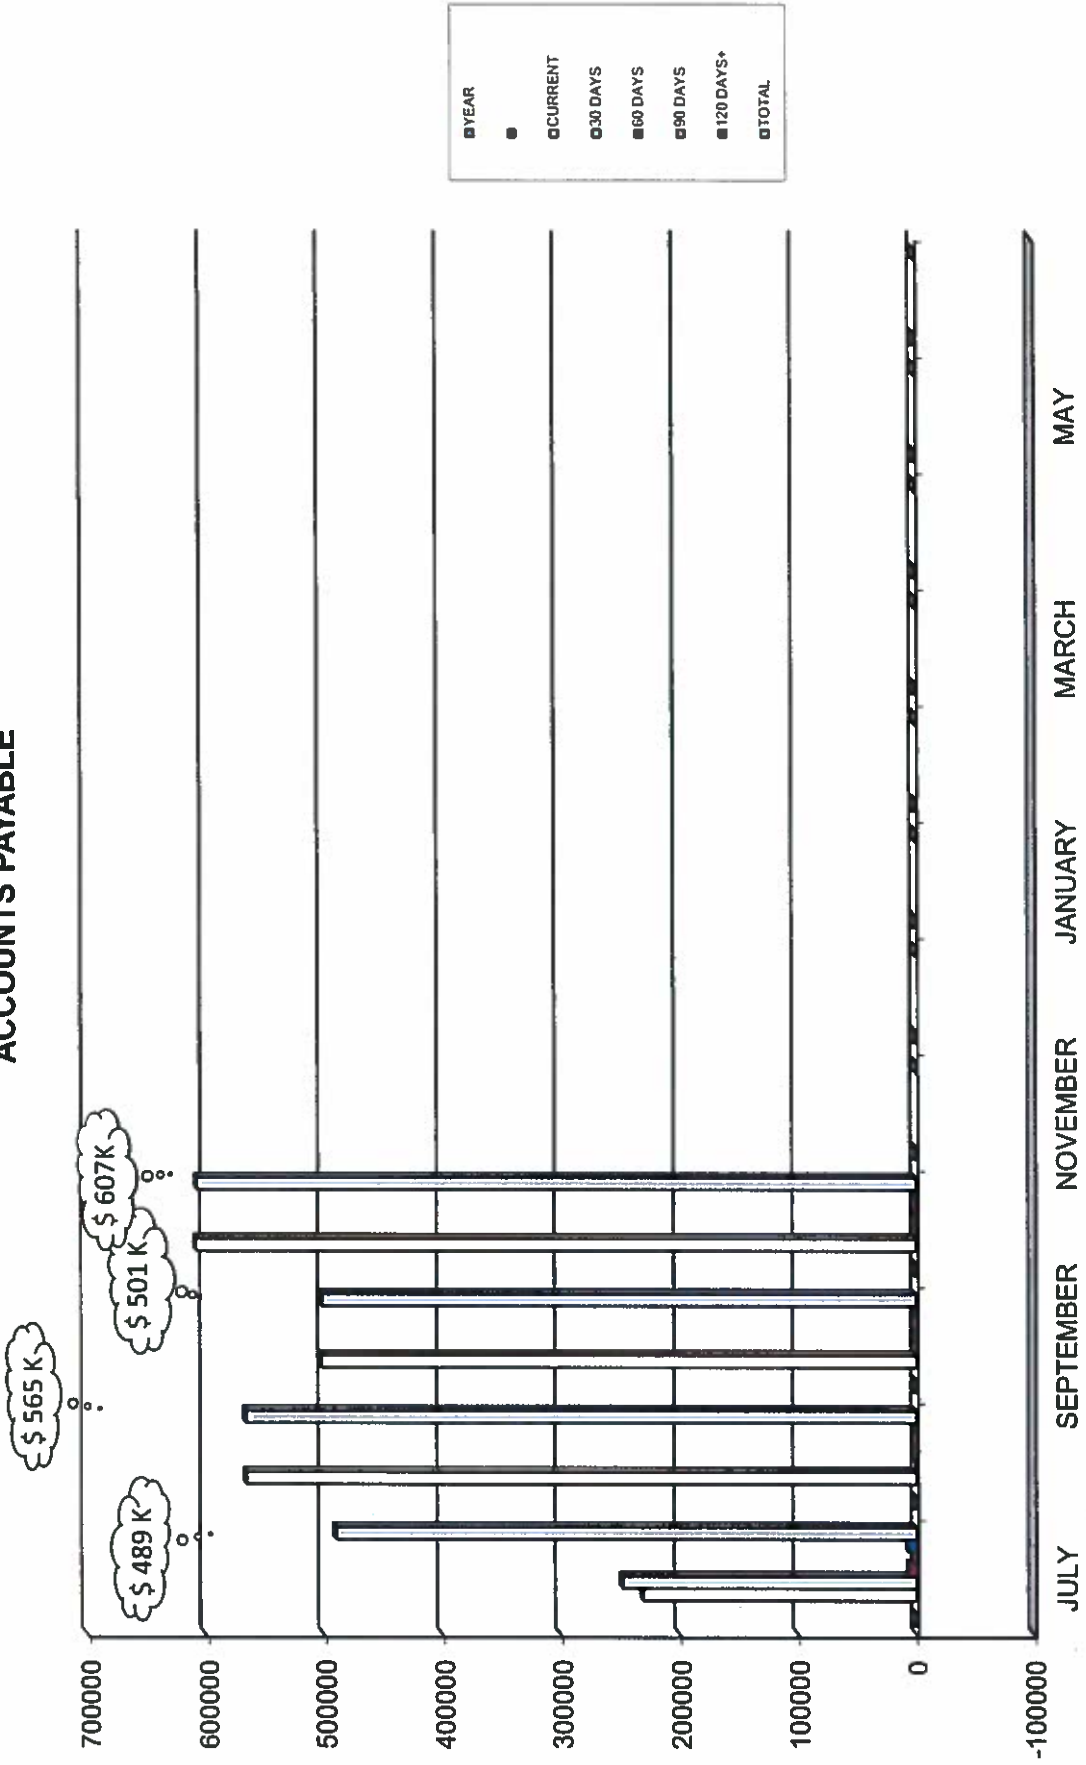 ACCOUNTS PAYABLE
$ 489 K
$ 565 K
$ 501 K
$ 607K
700000
600000
500000
400000
300000
200000
100000
0
-100000
JULY
SEPTEMBER
NOVEMBER
JANUARY
MARCH
MAY
YEAR
CURRENT
30 DAYS
60 DAYS
90 DAYS
120 DAYS+
TOTAL